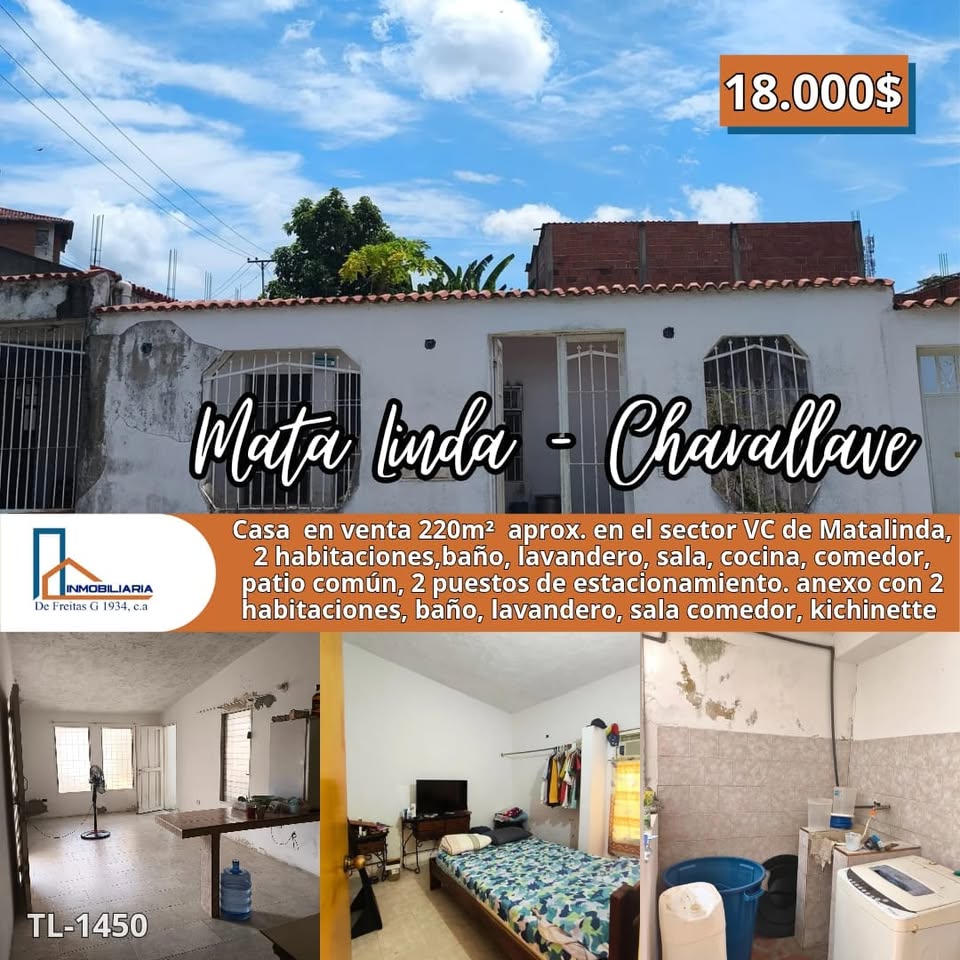 18.000$
Mata Linda - Chavallave
Casa en venta 220m² aprox. en el sector VC de Matalinda,
2 habitaciones,baño, lavandero, sala, cocina, comedor,
patio común, 2 puestos de estacionamiento. anexo con 2
habitaciones, baño, lavandero, sala comedor, kichinette
INMOBILIARIA
De Freitas G 1934, c.a
TL-1450